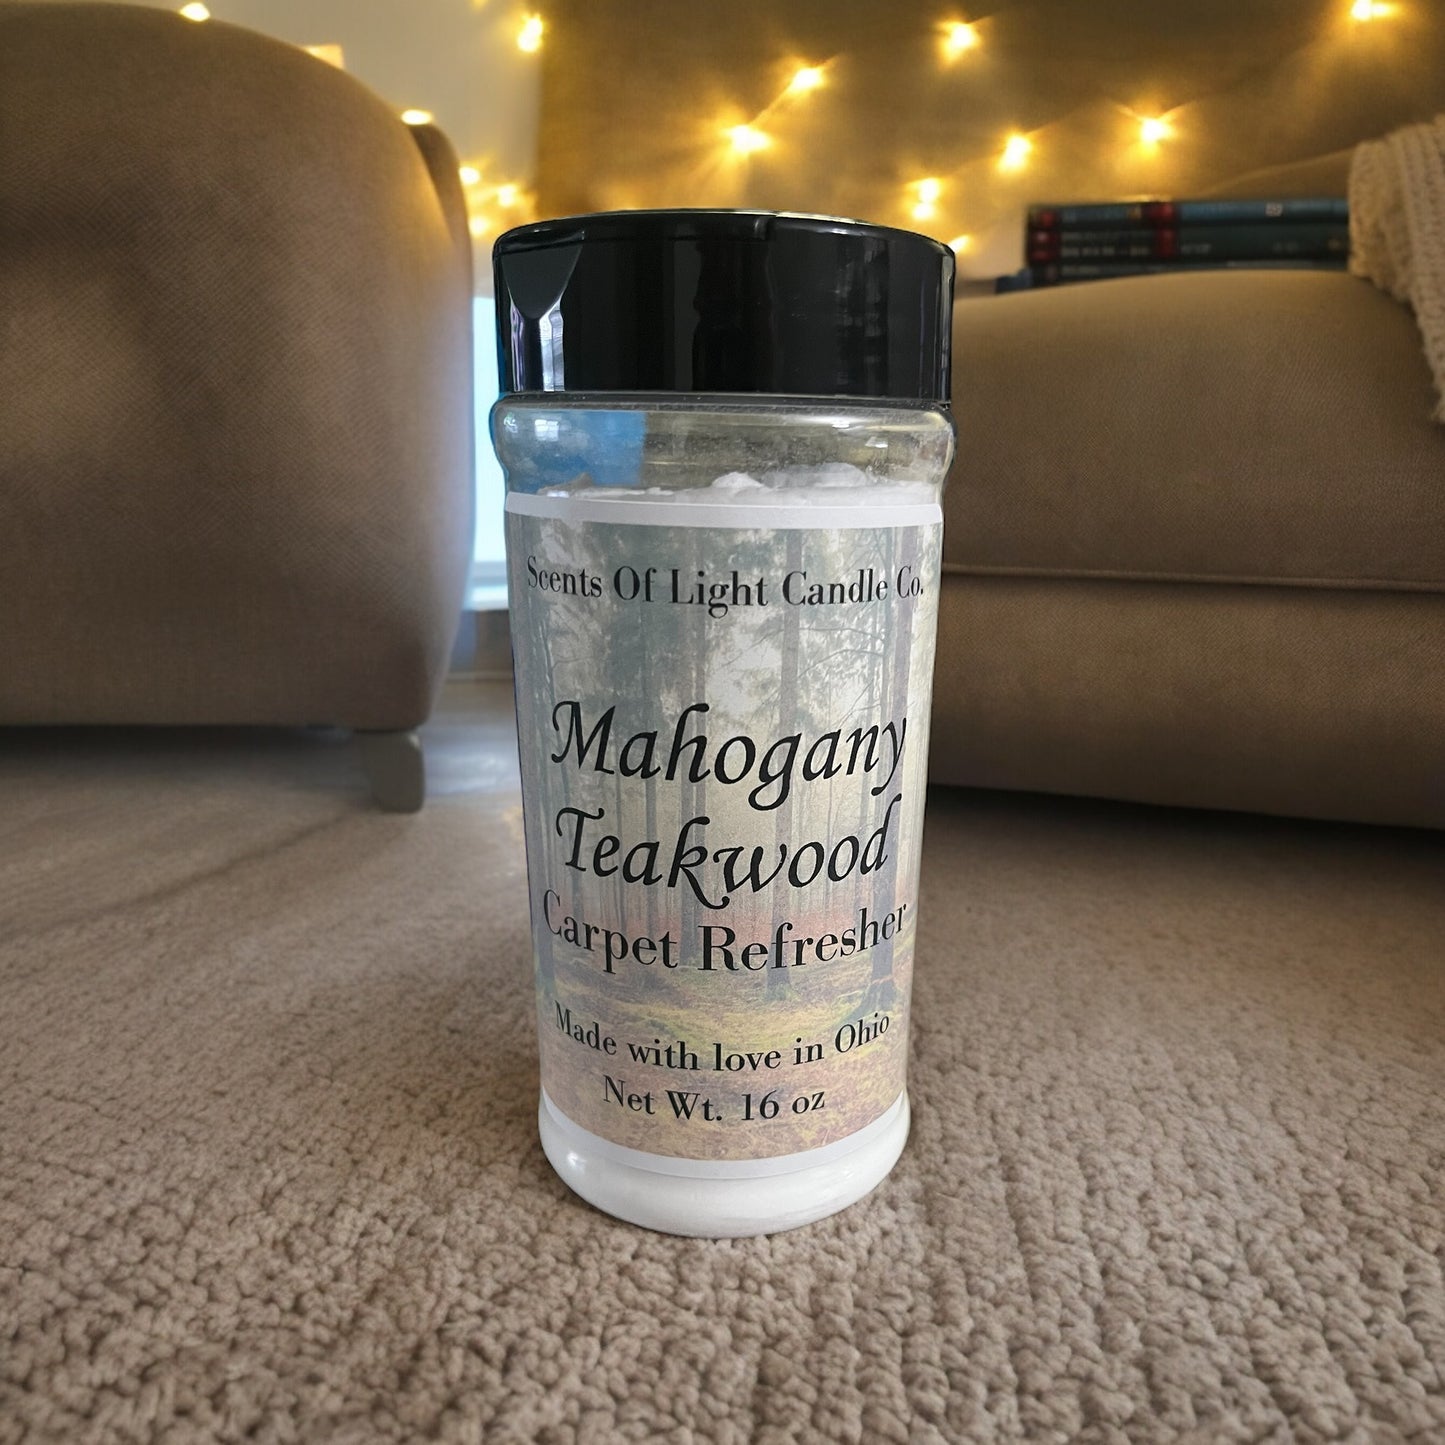 Scents Of Light Candle Co.
Mahogany
Teakwood
Carpet Refresher
Made with love in Ohio
Net Wt. 16 oz